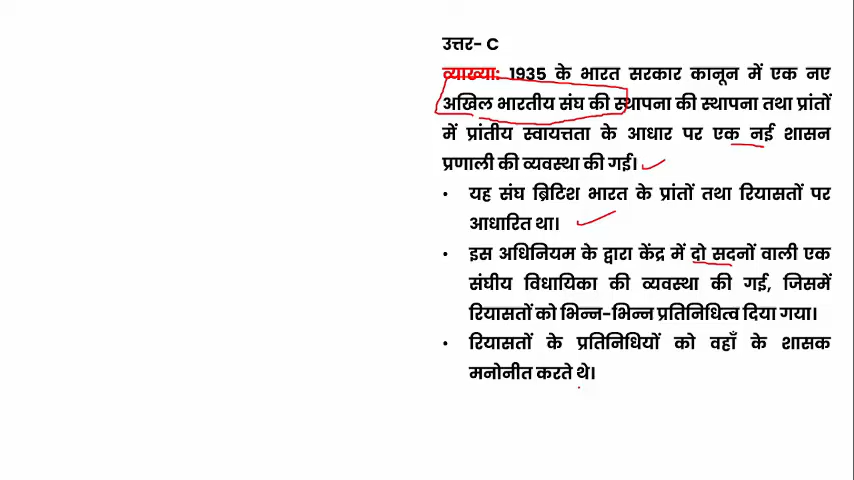 उत्तर- C
व्याख्या: 1935 के भारत सरकार कानून में एक नए
अखिल भारतीय संघ की स्थापना की स्थापना तथा प्रांतों
में प्रांतीय स्वायत्तता के आधार पर एक नई शासन
प्रणाली की व्यवस्था की गई।
• यह संघ ब्रिटिश भारत के प्रांतों तथा रियासतों पर
आधारित था।
• इस अधिनियम के द्वारा केंद्र में दो सदनों वाली एक
संघीय विधायिका की व्यवस्था की गई, जिसमें
रियासतों को भिन्न-भिन्न प्रतिनिधित्व दिया गया।
• रियासतों के प्रतिनिधियों को वहाँ के शासक
मनोनीत करते थे।